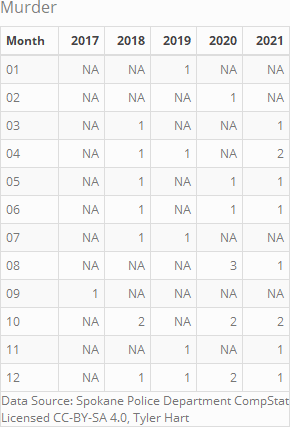 Murder
Month 2017 2018 2019 2020 2021
01 NA NA 1 NA NA
02 NA NA NA 1 NA
03 NA 1 NA NA 1
04 NA 1 1 NA 2
05 NA 1 NA 1 1
06 NA 1 NA 1 1
07 NA 1 1 NA NA
08 NA NA NA 3 1
09 1 NA NA NA NA
10 NA 2 NA 2 2
11 NA NA 1 NA 1
12 NA 1 1 2 1
Data Source: Spokane Police Department CompStat
Licensed CC-BY-SA 4.0, Tyler Hart